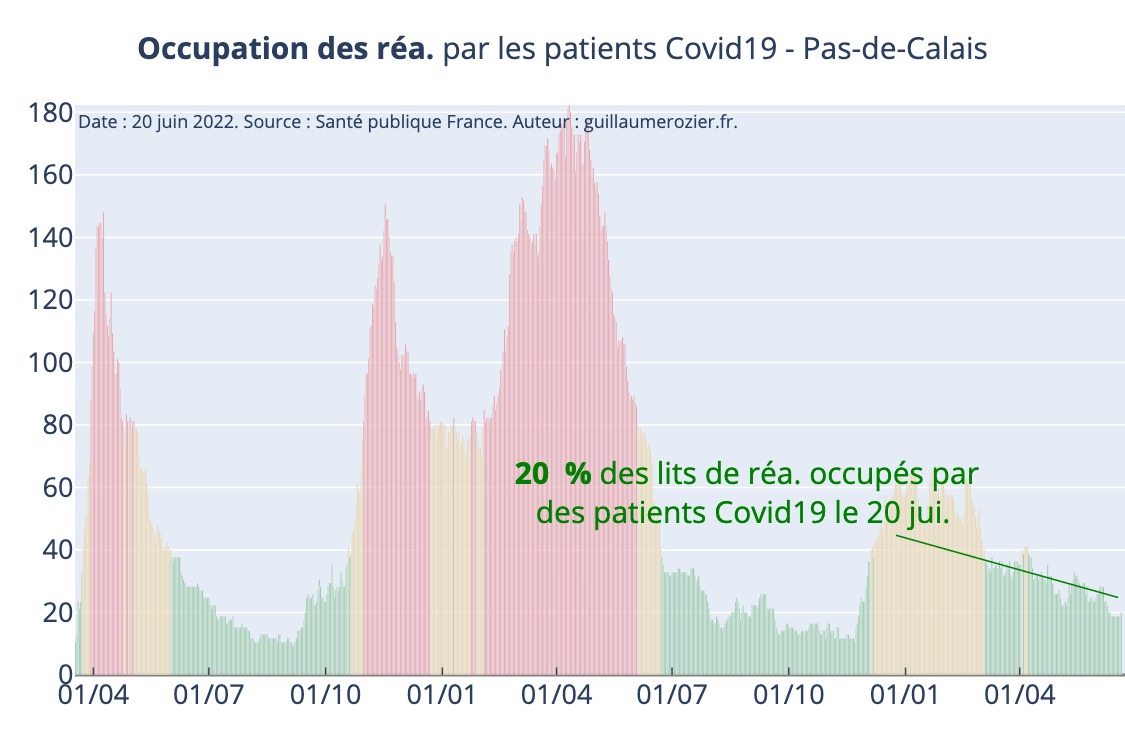 Occupation des réa. par les patients Covid19 - Pas-de-Calais
180
Date : 20 juin 2022. Source : Santé publique France. Auteur : guillaumerozier.fr.
160
140
120
100
80
60
40
20
0
20 % des lits de réa. occupés par
des patients Covid19 le 20 jui.
01/04 01/07 01/10 01/01 01/04 01/07 01/10 01/01 01/04